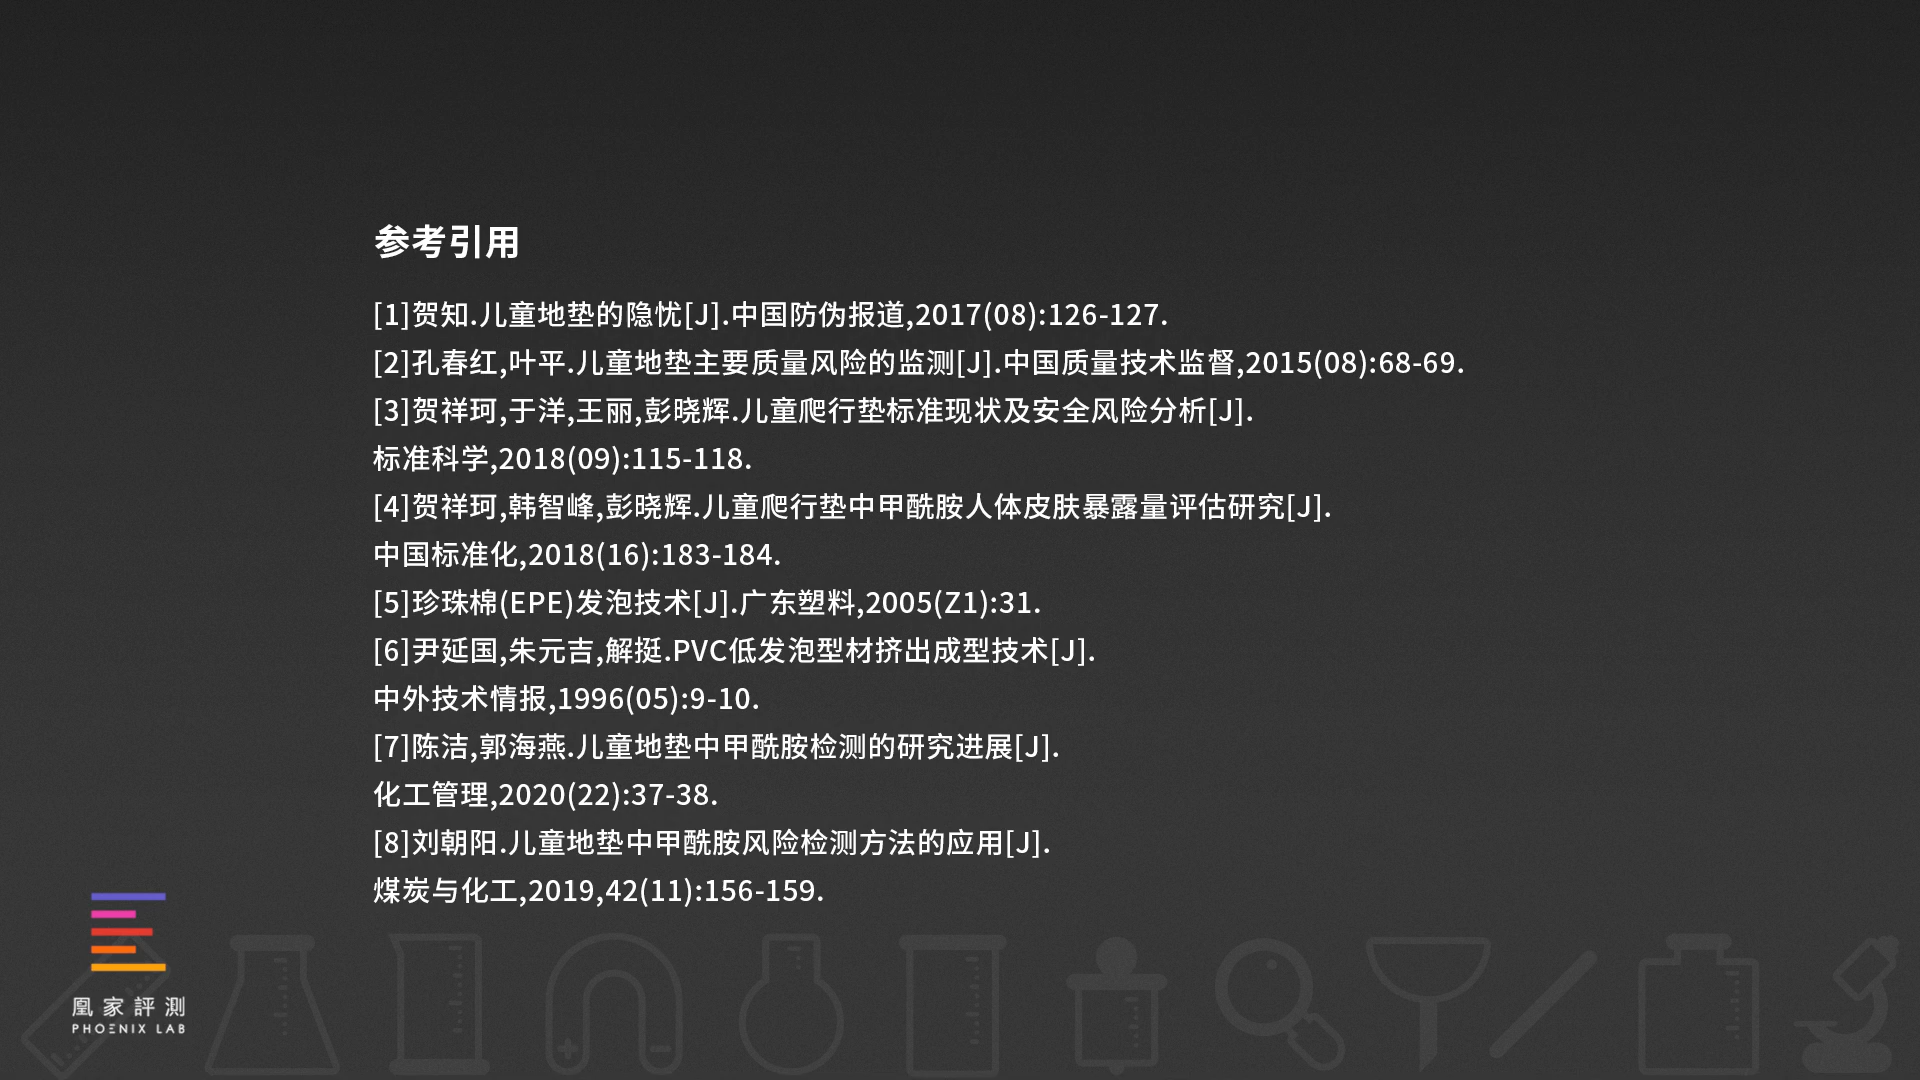 参考引用
[1]贺知.儿童地垫的隐忧[J].中国防伪报道,2017(08):126-127.
[2]孔春红,叶平.儿童地垫主要质量风险的监测[J].中国质量技术监督,2015(08):68-69.
[3]贺祥珂,于洋,王丽,彭晓辉.儿童爬行垫标准现状及安全风险分析[J].
标准科学,2018(09):115-118.
[4]贺祥珂,韩智峰,彭晓辉.儿童爬行垫中甲酰胺人体皮肤暴露量评估研究[J].
中国标准化,2018(16):183-184.
[5]珍珠棉(EPE)发泡技术[J].广东塑料,2005(Z1):31.
[6]尹延国,朱元吉,解挺.PVC低发泡型材挤出成型技术[J].
中外技术情报,1996(05):9-10.
[7]陈洁,郭海燕.儿童地垫中甲酰胺检测的研究进展[J].
化工管理,2020(22):37-38.
[8]刘朝阳.儿童地垫中甲酰胺风险检测方法的应用[J].
煤炭与化工,2019,42(11):156-159.
凰家評測
PHOENIX LAB